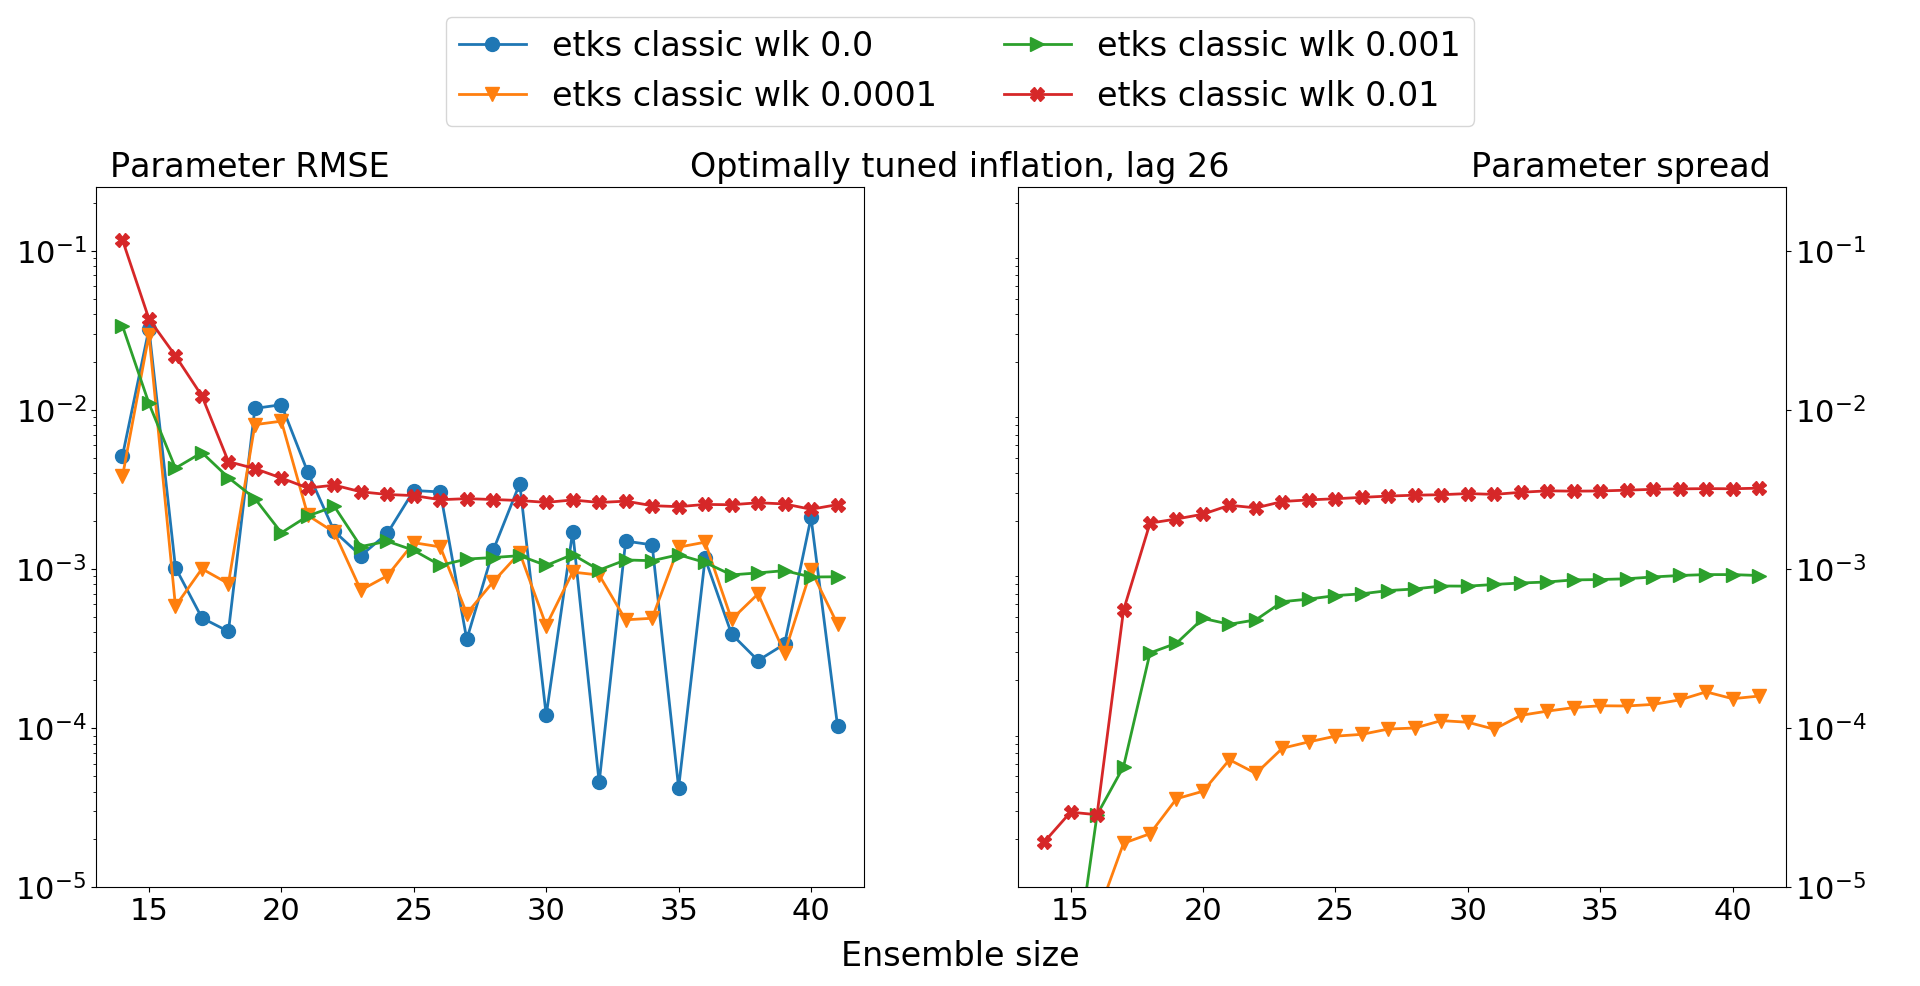 etks classic wlk 0.0
etks classic wlk 0.0001
etks classic wlk 0.001
etks classic wlk 0.01
Parameter RMSE
Optimally tuned inflation, lag 26
Parameter spread
10⁻¹
10⁻²
10⁻³
10⁻⁴
10⁻⁵
15 20 25 30 35 40
10⁻¹
10⁻²
10⁻³
10⁻⁴
10⁻⁵
15 20 25 30 35 40
Ensemble size